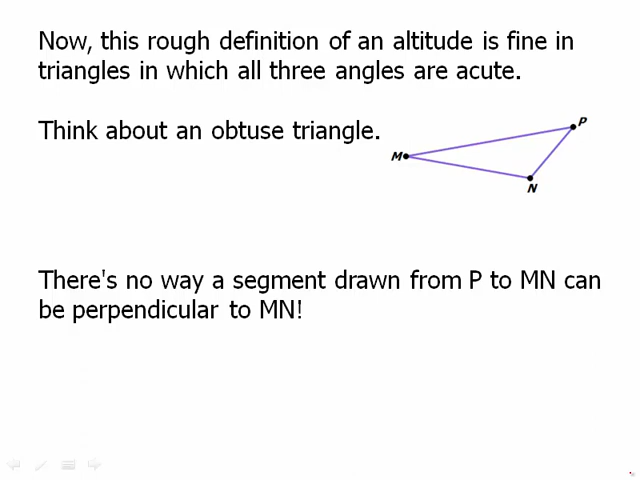 Now, this rough definition of an altitude is fine in
triangles in which all three angles are acute.
Think about an obtuse triangle.
P
M
N
There's no way a segment drawn from P to MN can
be perpendicular to MN!